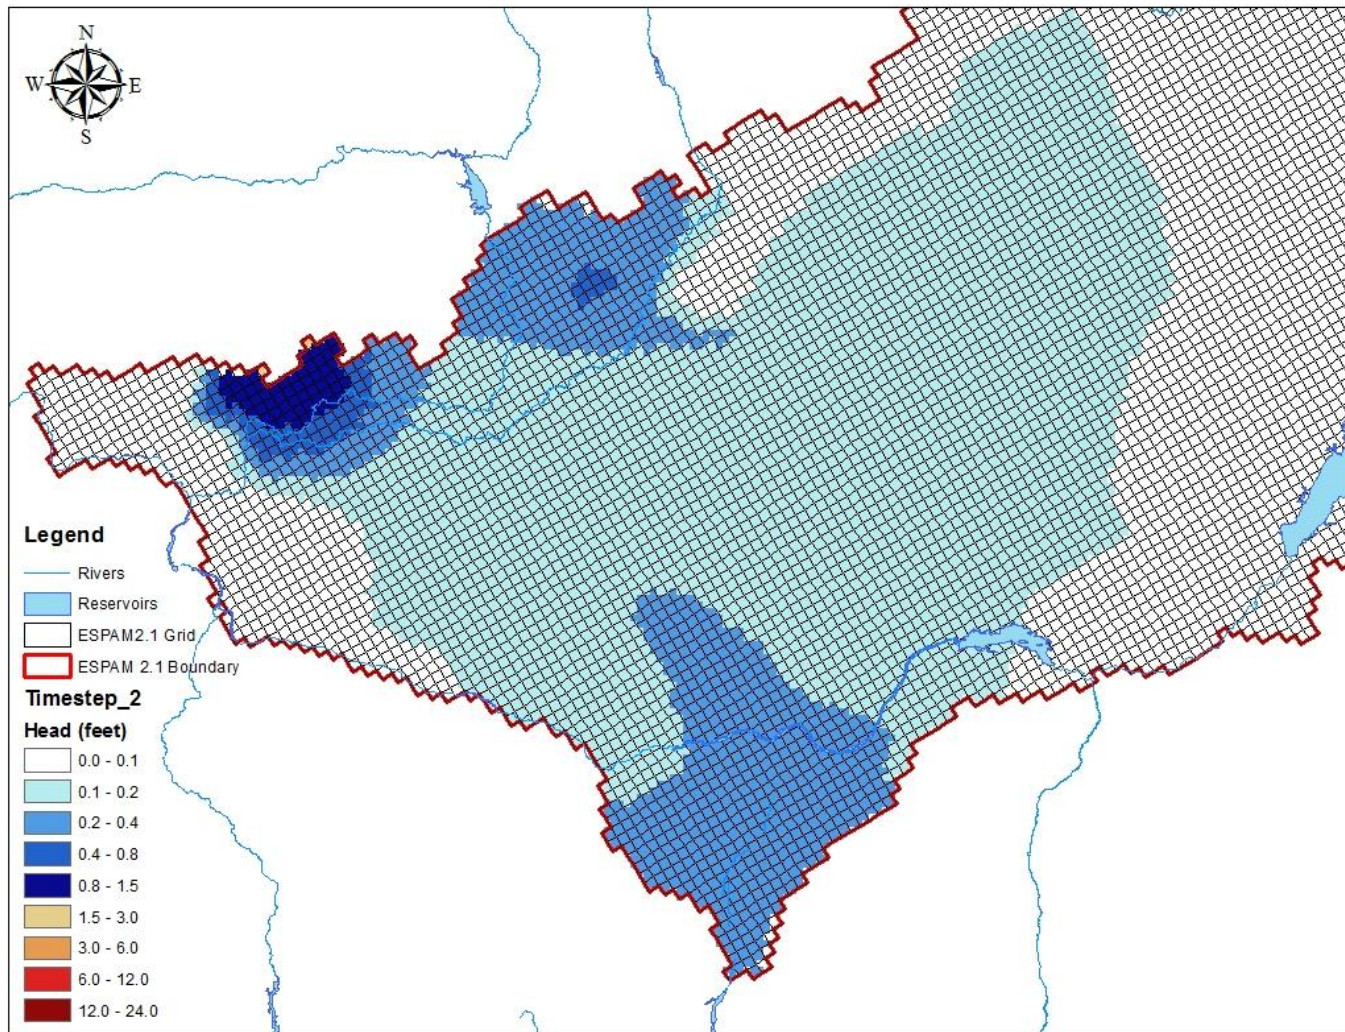 N
W
E
S
Legend
Rivers
Reservoirs
ESPAM2.1 Grid
ESPAM 2.1 Boundary
Timestep_2
Head (feet)
0.0 - 0.1
0.1 - 0.2
0.2 - 0.4
0.4 - 0.8
0.8 - 1.5
1.5 - 3.0
3.0 - 6.0
6.0 - 12.0
12.0 - 24.0